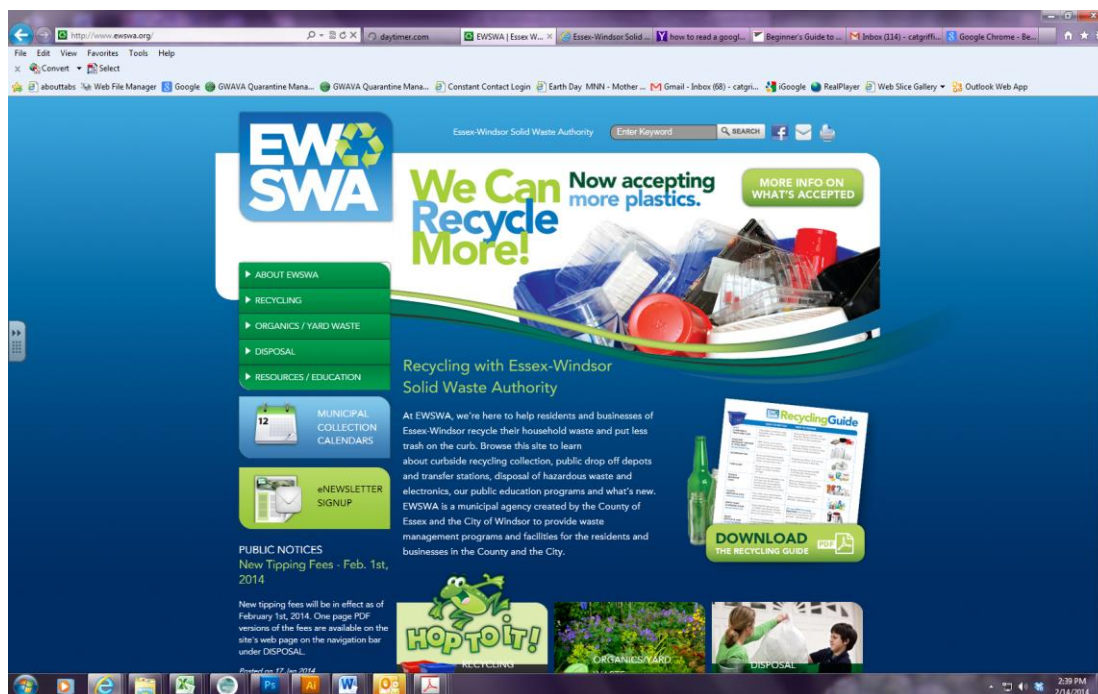 http://www.ewswa.org/
daytimer.com
EWSWA | Essex W...
Essex-Windsor Solid ...
how to read a googl...
Beginner's Guide to ...
Inbox (114) - catgriffi...
Google Chrome - Be...
File Edit View Favorites Tools Help
x Convert Select
abouttabs Web File Manager Google GWAVA Quarantine Mana... GWAVA Quarantine Mana... Constant Contact Login Earth Day MNN - Mother ... Gmail - Inbox (68) - catgri... iGoogle RealPlayer Web Slice Gallery Outlook Web App
Essex-Windsor Solid Waste Authority Enter Keyword SEARCH
EW
SWA
We Can
Recycle
More!
Now accepting
more plastics.
MORE INFO ON
WHAT'S ACCEPTED
ABOUT EWSWA
RECYCLING
ORGANICS / YARD WASTE
DISPOSAL
RESOURCES / EDUCATION
12
MUNICIPAL
COLLECTION
CALENDARS
eNEWSLETTER
SIGNUP
PUBLIC NOTICES
New Tipping Fees - Feb. 1st,
2014
New tipping fees will be in effect as of
February 1st, 2014. One page PDF
versions of the fees are available on the
site's web page on the navigation bar
under DISPOSAL.
Posted on 17 Jan 2014
Recycling with Essex-Windsor
Solid Waste Authority
At EWSWA, we're here to help residents and businesses of
Essex-Windsor recycle their household waste and put less
trash on the curb. Browse this site to learn
about curbside recycling collection, public drop off depots
and transfer stations, disposal of hazardous waste and
electronics, our public education programs and what's new.
EWSWA is a municipal agency created by the County of
Essex and the City of Windsor to provide waste
management programs and facilities for the residents and
businesses in the County and the City.
RecyclingGuide
DOWNLOAD
THE RECYCLING GUIDE
PDF
HOP TO IT!
RECYCLING
ORGANICS/YARD
WASTE
DISPOSAL
Ps Ai W
2:39 PM
2/14/2014